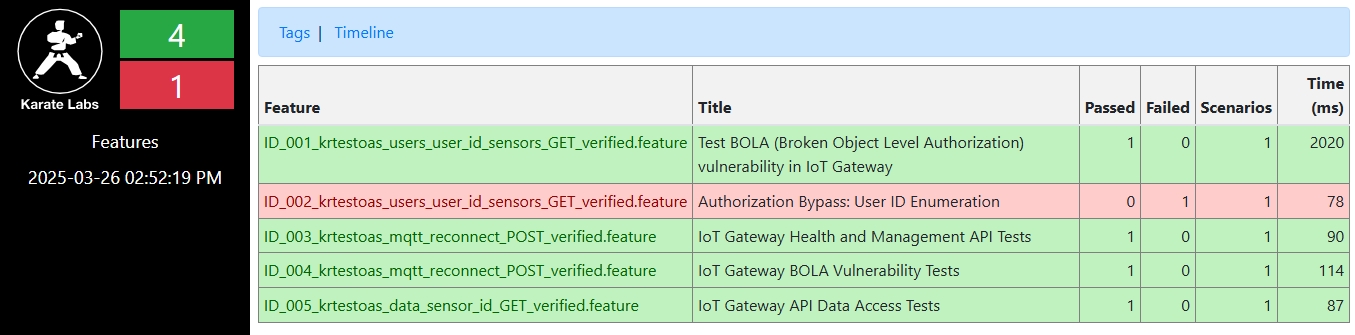 4
1
Karate Labs
Features
2025-03-26 02:52:19 PM
Tags | Timeline
Feature Title Passed Failed Scenarios Time (ms)
ID_001_krtestoas_users_user_id_sensors_GET_verified.feature Test BOLA (Broken Object Level Authorization) 1 0 1 2020
vulnerability in IoT Gateway
ID_002_krtestoas_users_user_id_sensors_GET_verified.feature Authorization Bypass: User ID Enumeration 0 1 1 78
ID_003_krtestoas_mqtt_reconnect_POST_verified.feature IoT Gateway Health and Management API Tests 1 0 1 90
ID_004_krtestoas_mqtt_reconnect_POST_verified.feature IoT Gateway BOLA Vulnerability Tests 1 0 1 114
ID_005_krtestoas_data_sensor_id_GET_verified.feature IoT Gateway API Data Access Tests 1 0 1 87